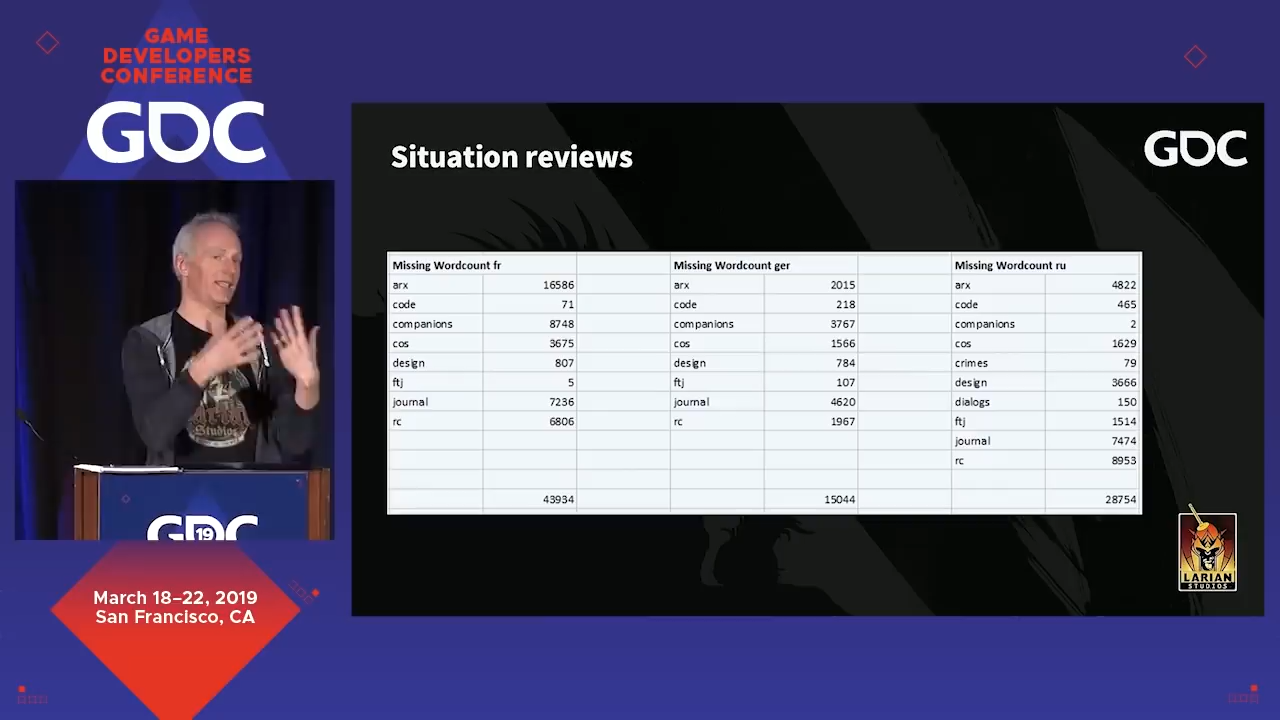 GAME
DEVELOPERS
CONFERENCE
GDC
Situation reviews
GDC
Missing Wordcount fr Missing Wordcount ger Missing Wordcount ru
arx 16586 arx 2015 arx 4822
code 71 code 218 code 465
companions 8748 companions 3767 companions 2
cos 3675 cos 1566 cos 1629
design 807 design 784 crimes 79
ftj 5 ftj 107 design 3666
journal 7236 journal 4620 dialogs 150
rc 6806 rc 1967 ftj 1514
journal 7474
rc 8953
43934 15044 28754
Studios
GDC
19
LARIAN
STUDIOS
March 18–22, 2019
San Francisco, CA